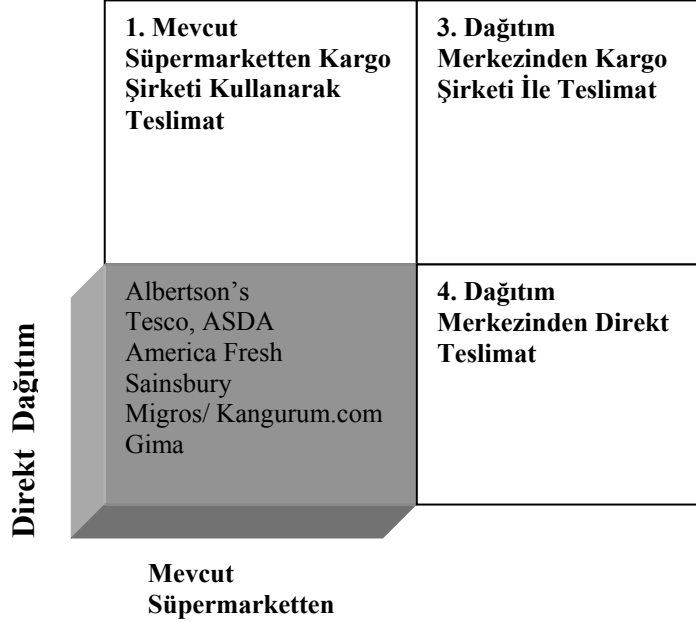 1. Mevcut
Süpermarketten Kargo
Şirketi Kullanarak
Teslimat
3. Dağıtım
Merkezinden Kargo
Şirketi İle Teslimat
Albertson’s
Tesco, ASDA
America Fresh
Sainsbury
Migros/ Kangurum.com
Gima
4. Dağıtım
Merkezinden Direkt
Teslimat
Direkt Dağıtım
Mevcut
Süpermarketten